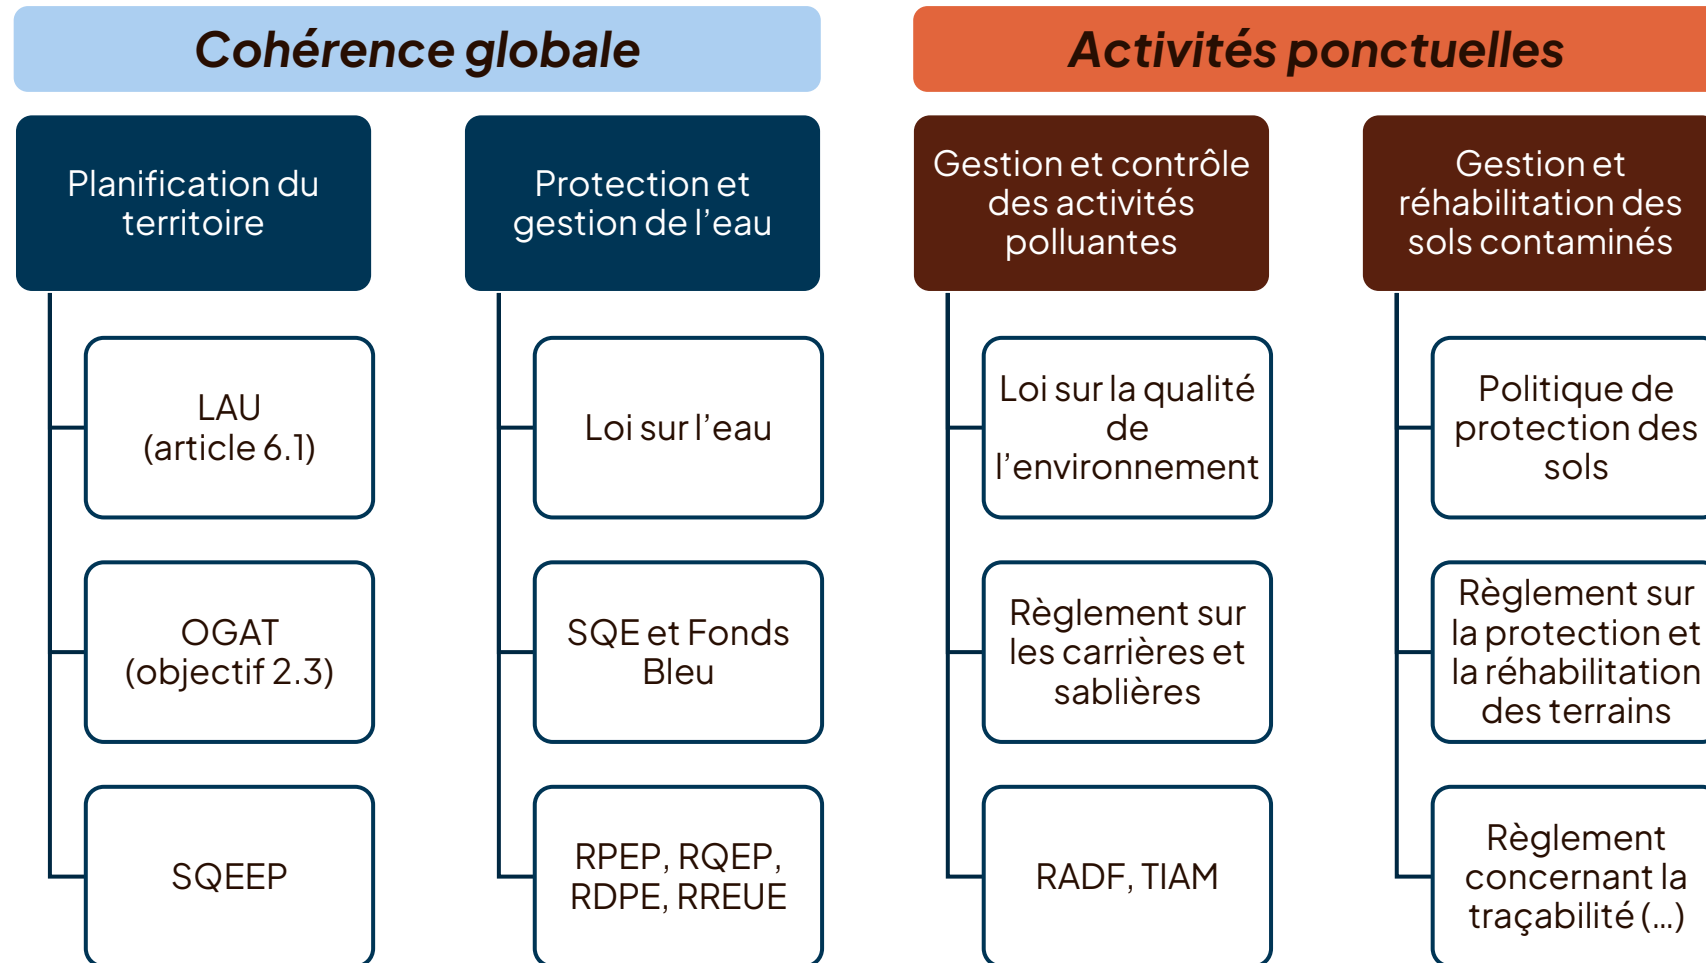 Cohérence globale
Planification du
territoire
LAU
(article 6.1)
OGAT
(objectif 2.3)
SQEEP
Protection et
gestion de l'eau
Loi sur l'eau
SQE et Fonds
Bleu
RPEP, RQEP,
RDPE, RREUE
Activités ponctuelles
Gestion et contrôle
des activités
polluantes
Loi sur la qualité
de
l'environnement
Règlement sur
les carrières et
sablières
RADF, TIAM
Gestion et
réhabilitation des
sols contaminés
Politique de
protection des
sols
Règlement sur
la protection et
la réhabilitation
des terrains
Règlement
concernant la
traçabilité (...)